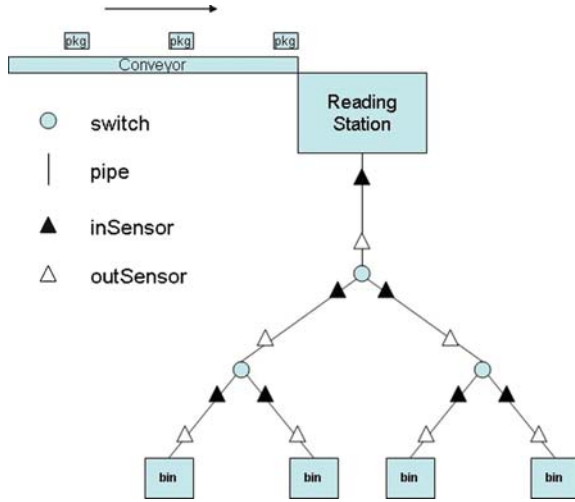 pkg pkg pkg
Conveyor
Reading
Station
switch
pipe
inSensor
outSensor
bin bin bin bin